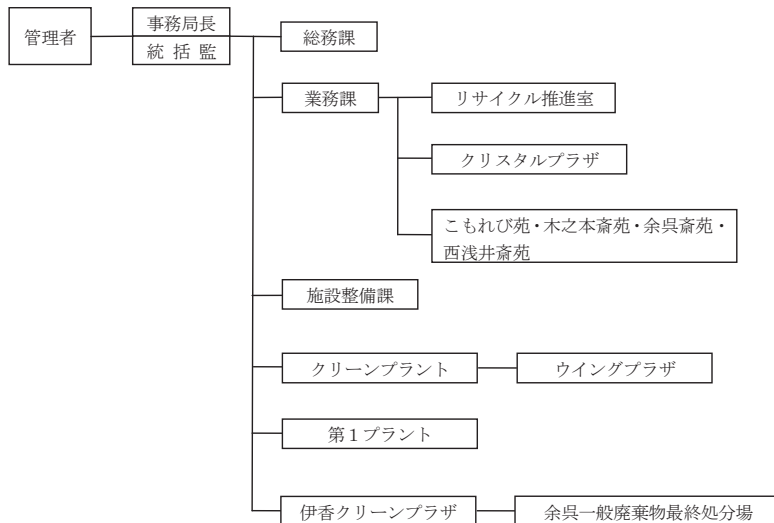 管理者
事務局長
統 括 監
総務課
業務課
リサイクル推進室
クリスタルプラザ
こもれび苑・木之本斎苑・余呉斎苑・
西浅井斎苑
施設整備課
クリーンプラント
ウイングプラザ
第１プラント
伊香クリーンプラザ
余呉一般廃棄物最終処分場